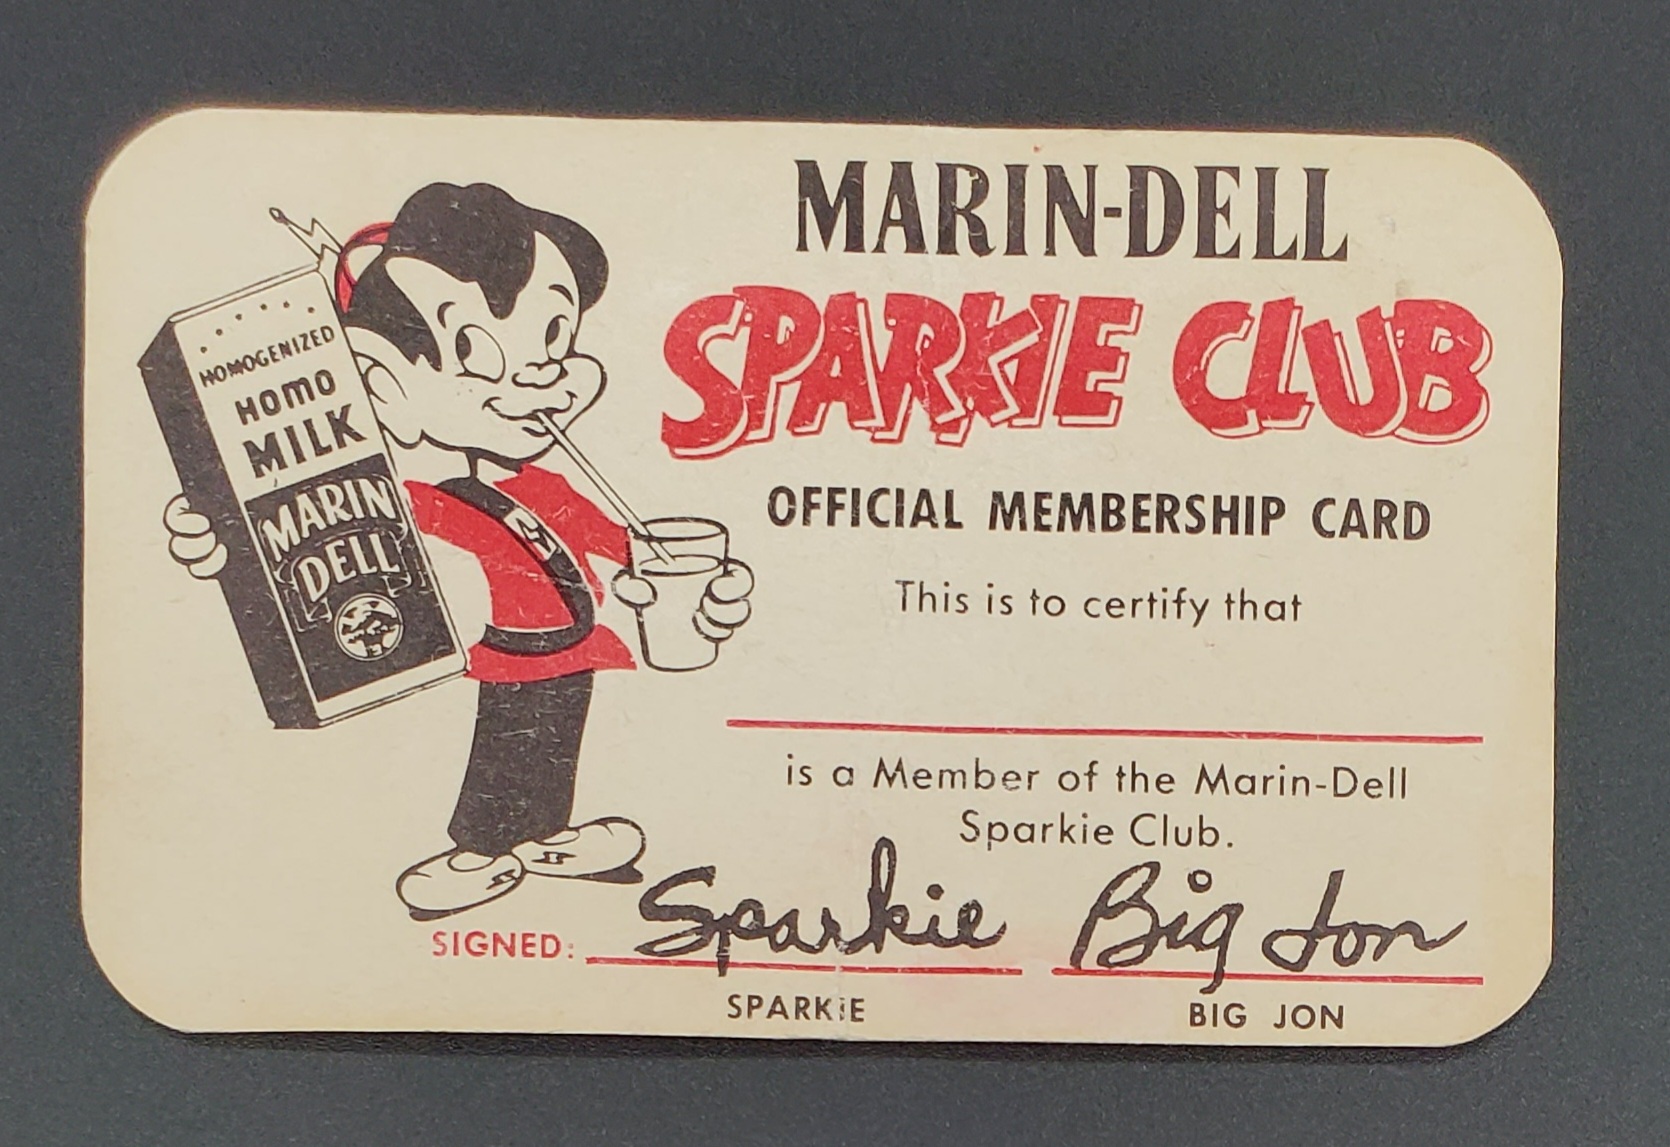 MARIN-DELL
SPARKIE CLUB
OFFICIAL MEMBERSHIP CARD
This is to certify that
is a Member of the Marin-Dell
Sparkie Club.
SIGNED: Sparkie Big Jon
SPARKIE BIG JON
HOMOGENIZED
HOMO
MILK
MARIN
DELL